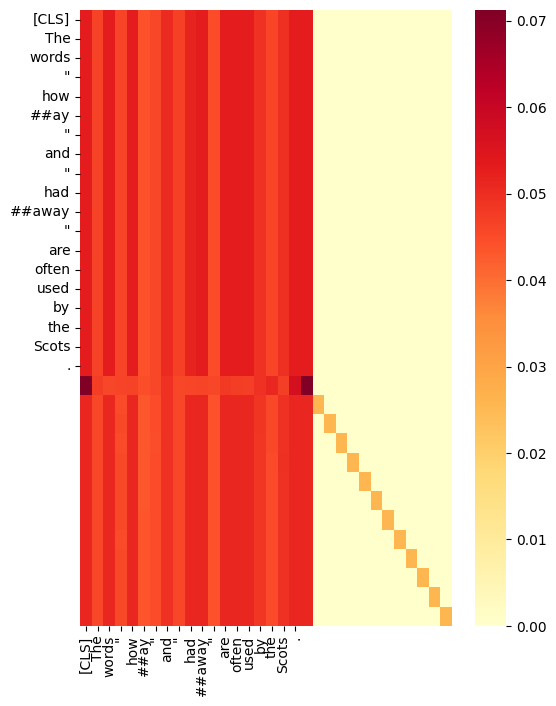 [CLS]
The
words
"
how
##ay
"
and
"
had
##away
"
are
often
used
by
the
Scots
.
[CLS]
The
words
"
how
##ay
"
and
"
had
##away
"
are
often
used
by
the
Scots
.
0.07
0.06
0.05
0.04
0.03
0.02
0.01
0.00